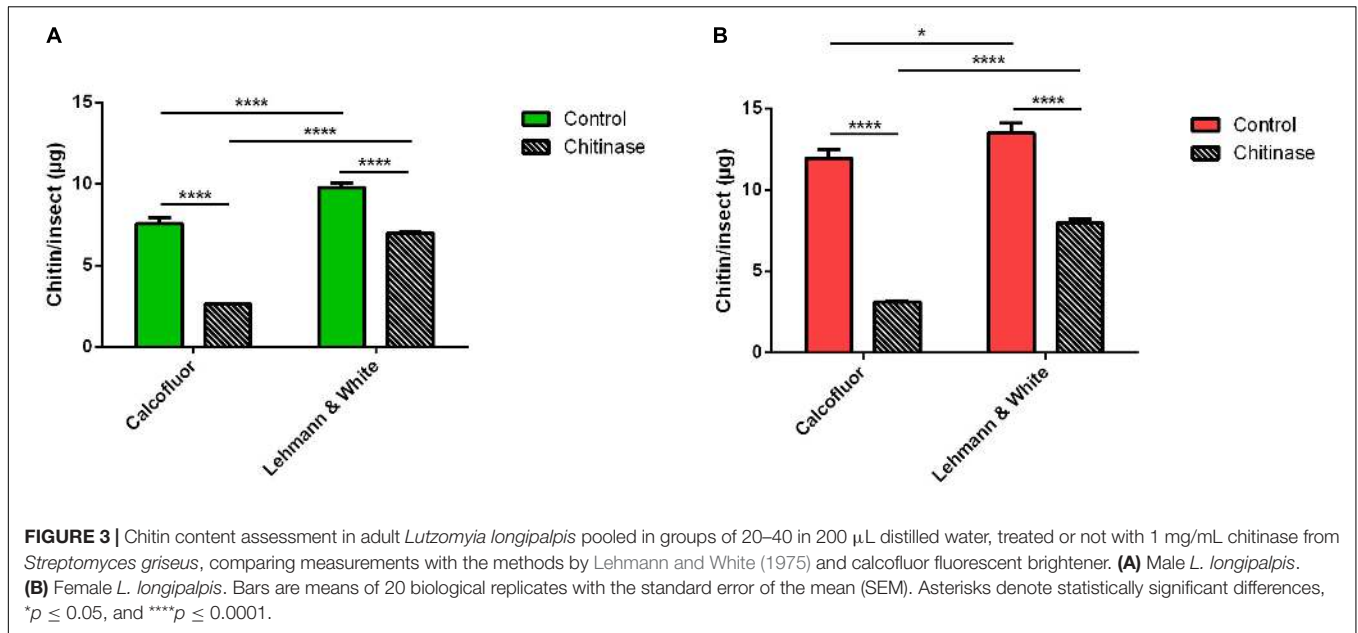 A
****
****
****
****
Chitin/insect (µg)
15
10
5
0
Calcofluor
Lehmann & White
Control
Chitinase
B
*
****
****
****
Chitin/insect (µg)
15
10
5
0
Calcofluor
Lehmann & White
Control
Chitinase
FIGURE 3 | Chitin content assessment in adult Lutzomyia longipalpis pooled in groups of 20–40 in 200 µL distilled water, treated or not with 1 mg/mL chitinase from
Streptomyces griseus, comparing measurements with the methods by Lehmann and White (1975) and calcofluor fluorescent brightener. (A) Male L. longipalpis.
(B) Female L. longipalpis. Bars are means of 20 biological replicates with the standard error of the mean (SEM). Asterisks denote statistically significant differences,
*p ≤ 0.05, and ****p ≤ 0.0001.